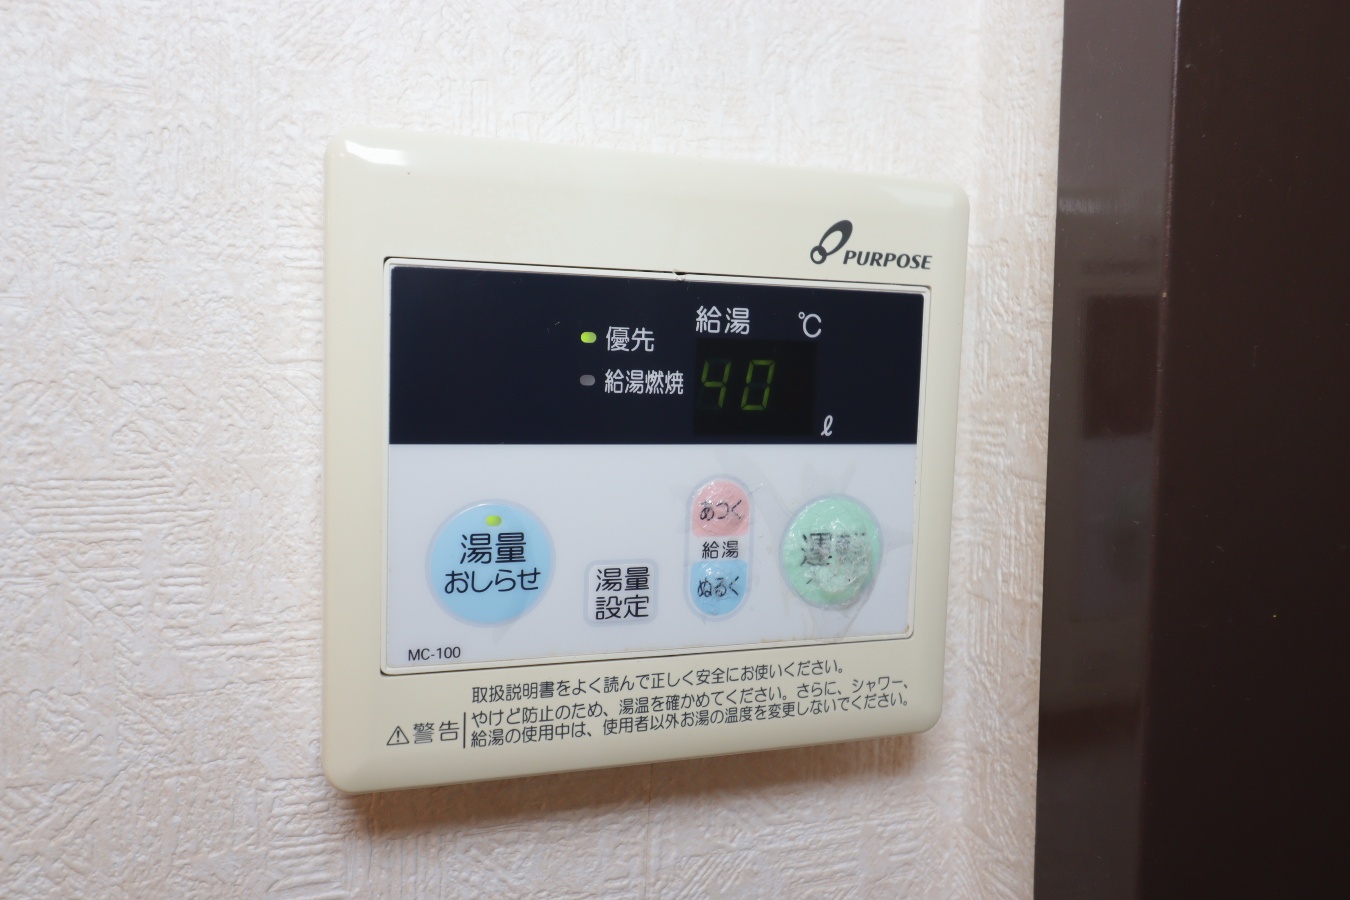 PURPOSE
給湯 ℃
優先
給湯燃焼
40
ℓ
湯量
おしらせ
湯量
設定
あつく
給湯
ぬるく
運転
MC-100
取扱説明書をよく読んで正しく安全にお使いください。
⚠警告
やけど防止のため、湯温を確かめてください。さらに、シャワー、
給湯の使用中は、使用者以外お湯の温度を変更しないでください。